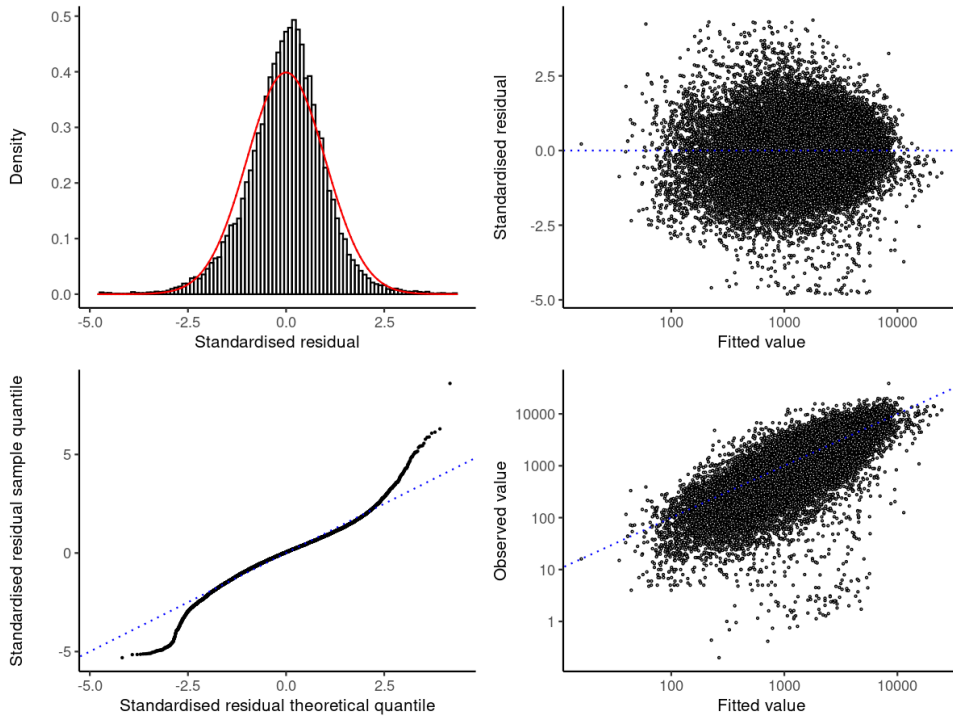 Density
0.5
0.4
0.3
0.2
0.1
0.0
-5.0 -2.5 0.0 2.5
Standardised residual
Standardised residual
2.5
0.0
-2.5
-5.0
100 1000 10000
Fitted value
Standardised residual sample quantile
5
0
-5
-5.0 -2.5 0.0 2.5
Standardised residual theoretical quantile
Observed value
10000
1000
100
10
1
100 1000 10000
Fitted value